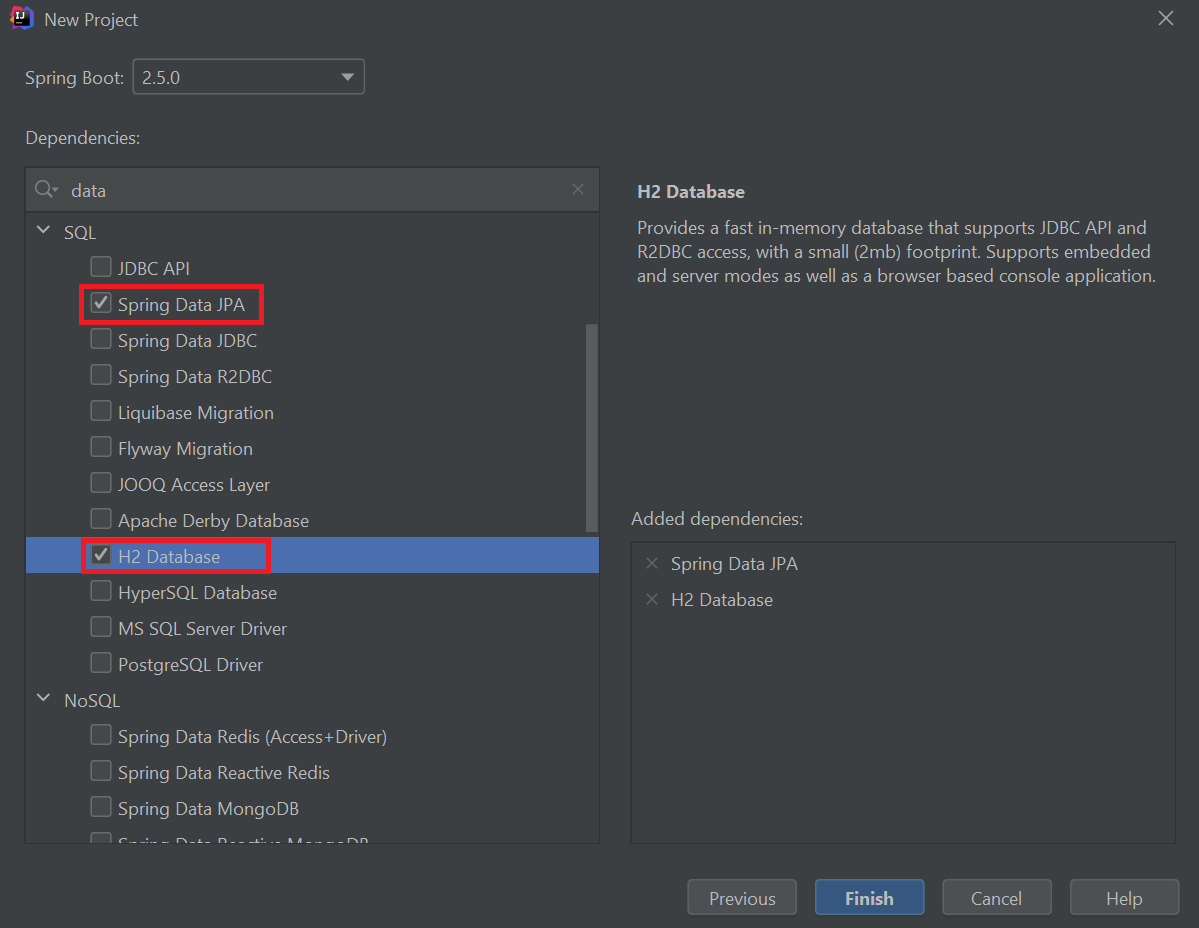 New Project
Spring Boot: 2.5.0
Dependencies:
data
SQL
JDBC API
Spring Data JPA
Spring Data JDBC
Spring Data R2DBC
Liquibase Migration
Flyway Migration
JOOQ Access Layer
Apache Derby Database
H2 Database
HyperSQL Database
MS SQL Server Driver
PostgreSQL Driver
NoSQL
Spring Data Redis (Access+Driver)
Spring Data Reactive Redis
Spring Data MongoDB
Spring Data Reactive MongoDB
H2 Database
Provides a fast in-memory database that supports JDBC API and
R2DBC access, with a small (2mb) footprint. Supports embedded
and server modes as well as a browser based console application.
Added dependencies:
Spring Data JPA
H2 Database
Previous Finish Cancel Help